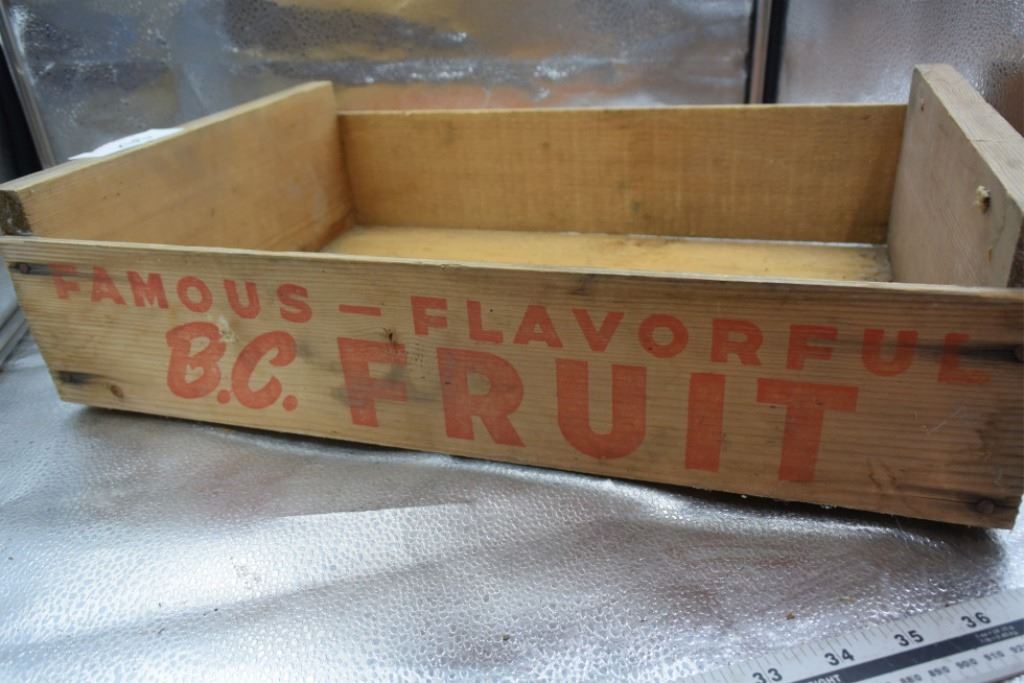 FAMOUS — FLAVORFUL
B.C. FRUIT
33 34 35 36